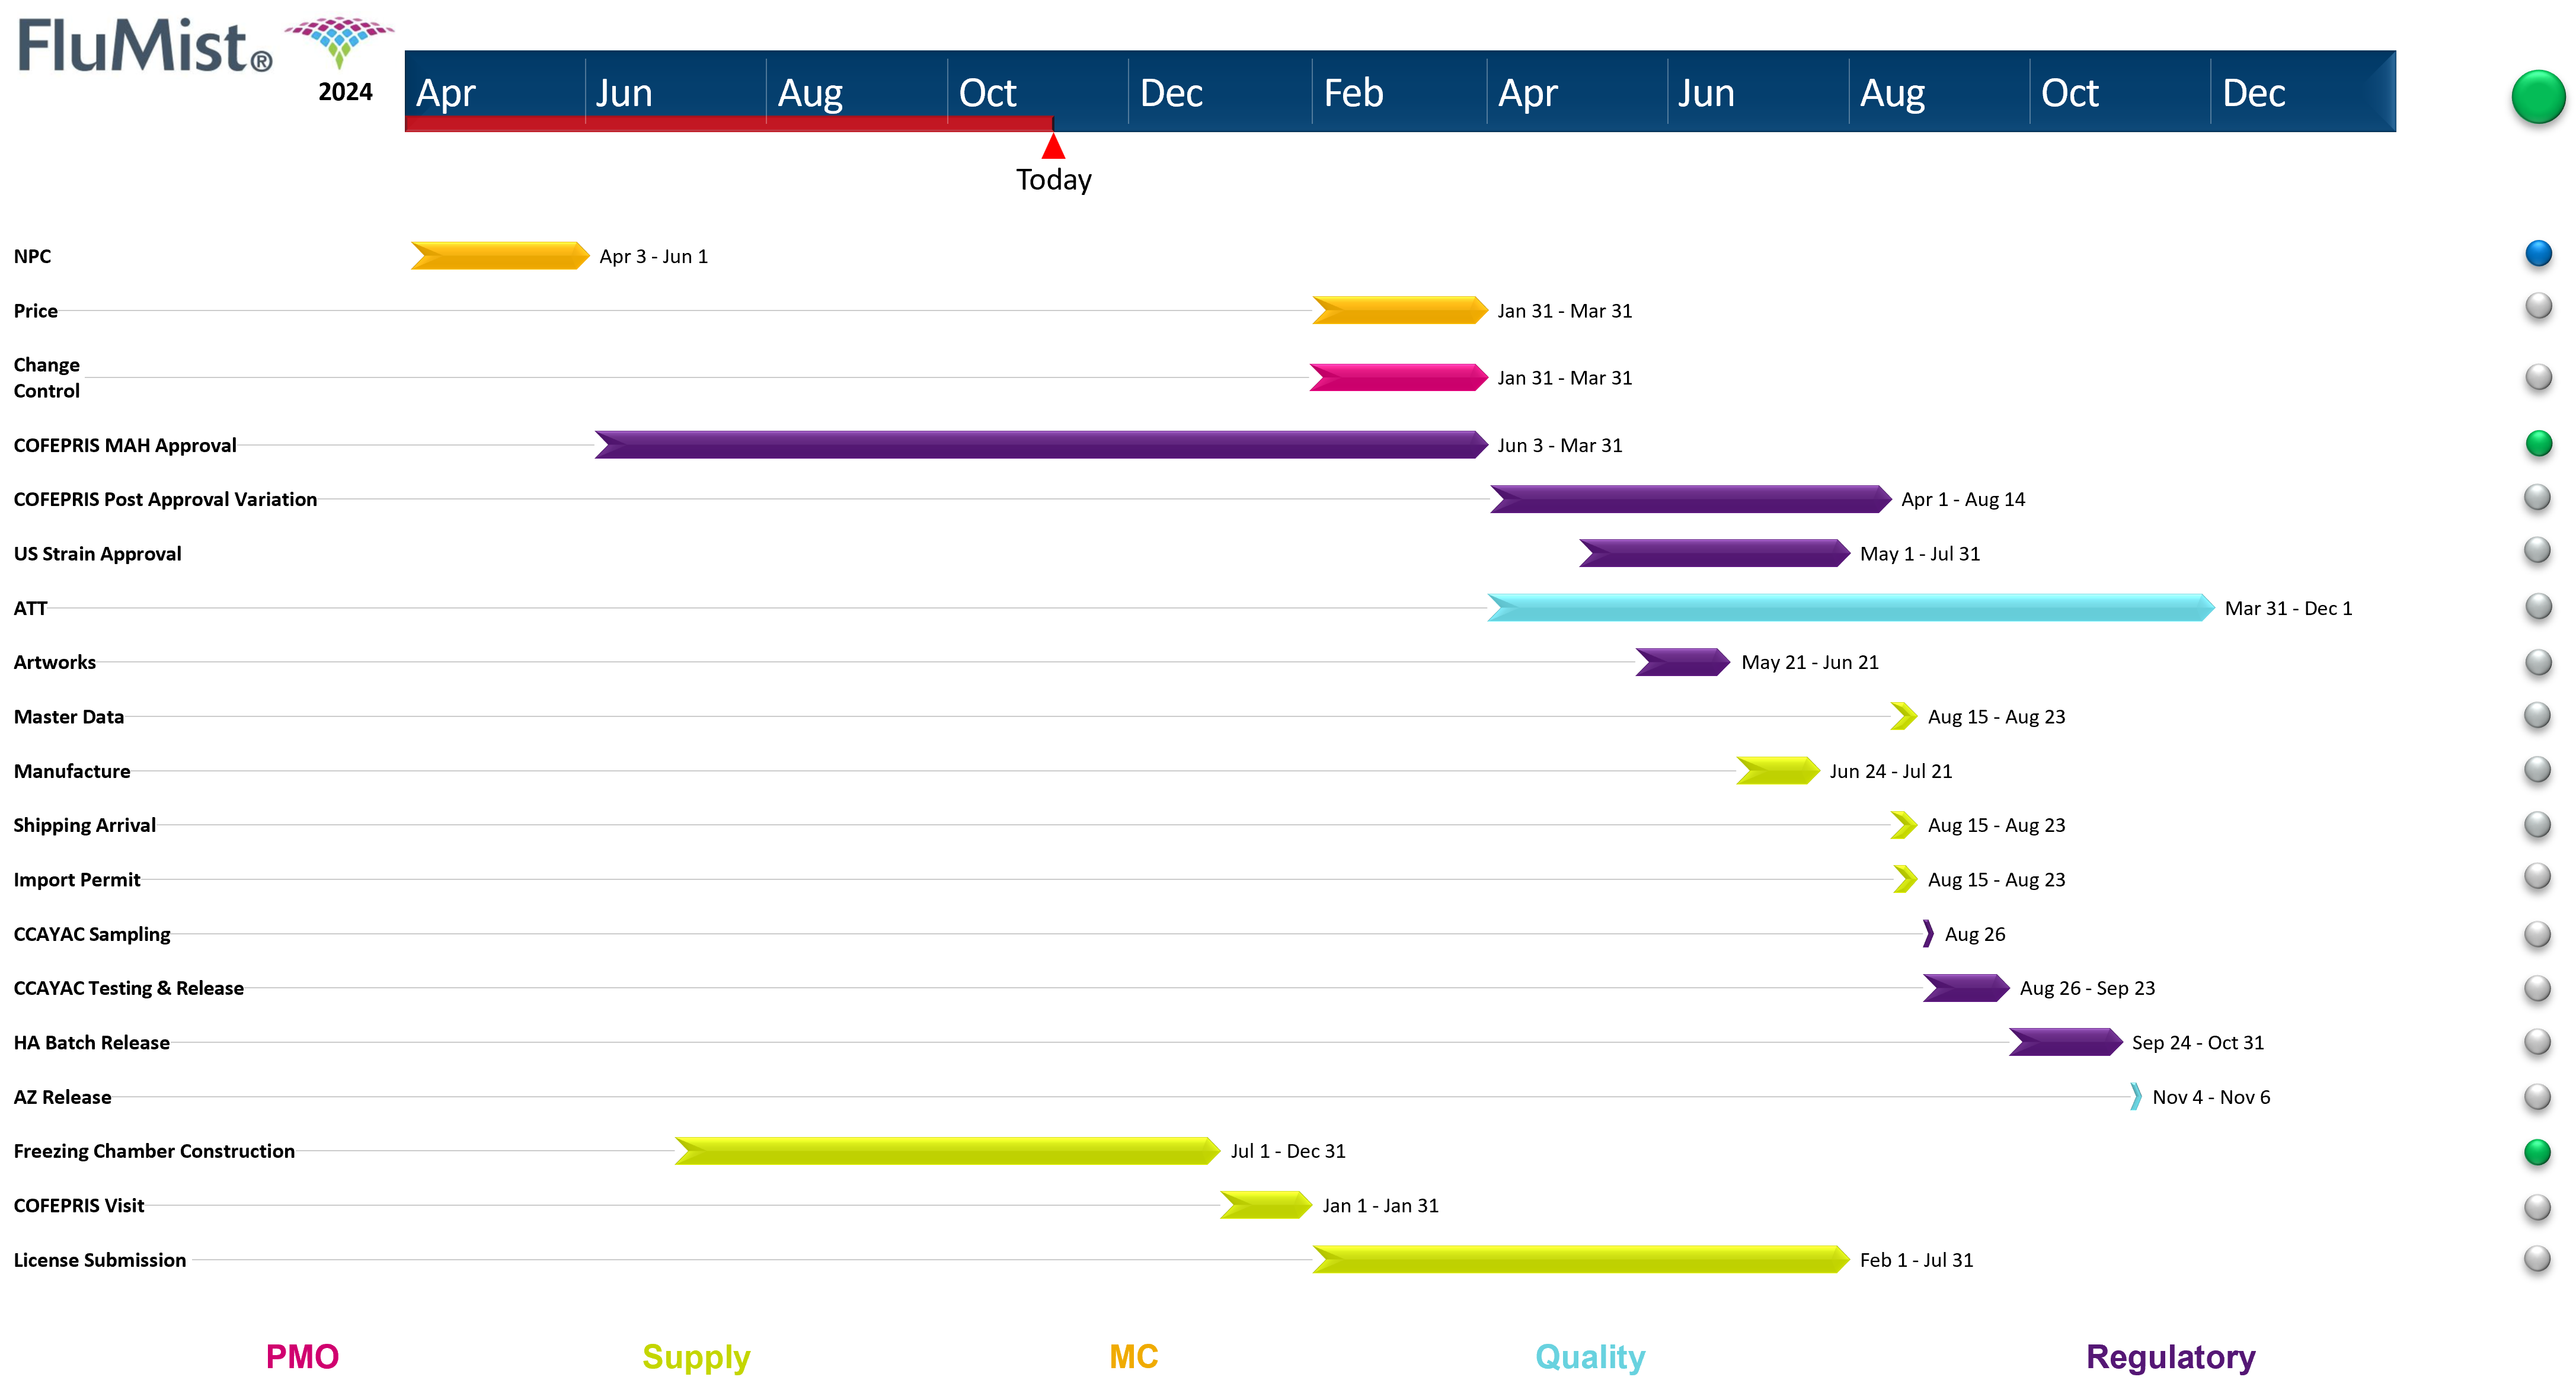 FluMist®
2024
Apr Jun Aug Oct Dec Feb Apr Jun Aug Oct Dec
Today
NPC Apr 3 - Jun 1
Price Jan 31 - Mar 31
Change
Control Jan 31 - Mar 31
COFEPRIS MAH Approval Jun 3 - Mar 31
COFEPRIS Post Approval Variation Apr 1 - Aug 14
US Strain Approval May 1 - Jul 31
ATT Mar 31 - Dec 1
Artworks May 21 - Jun 21
Master Data Aug 15 - Aug 23
Manufacture Jun 24 - Jul 21
Shipping Arrival Aug 15 - Aug 23
Import Permit Aug 15 - Aug 23
CCAYAC Sampling Aug 26
CCAYAC Testing & Release Aug 26 - Sep 23
HA Batch Release Sep 24 - Oct 31
AZ Release Nov 4 - Nov 6
Freezing Chamber Construction Jul 1 - Dec 31
COFEPRIS Visit Jan 1 - Jan 31
License Submission Feb 1 - Jul 31
PMO Supply MC Quality Regulatory